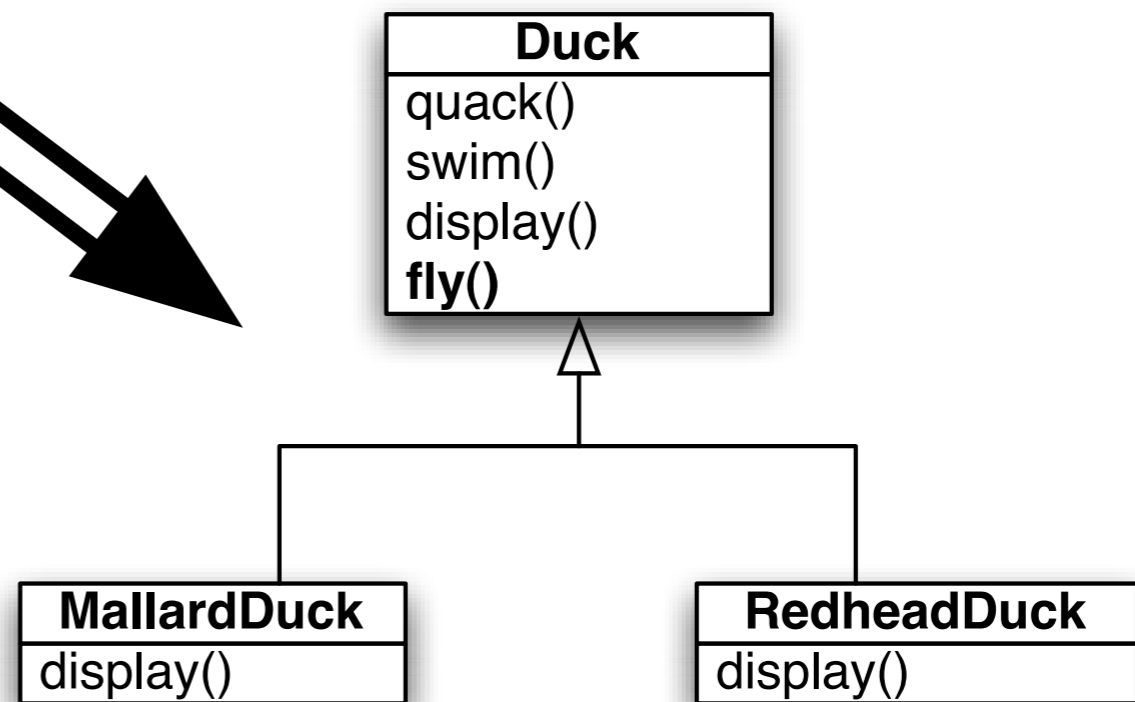 Duck
quack()
swim()
display()
fly()
MallardDuck
display()
RedheadDuck
display()